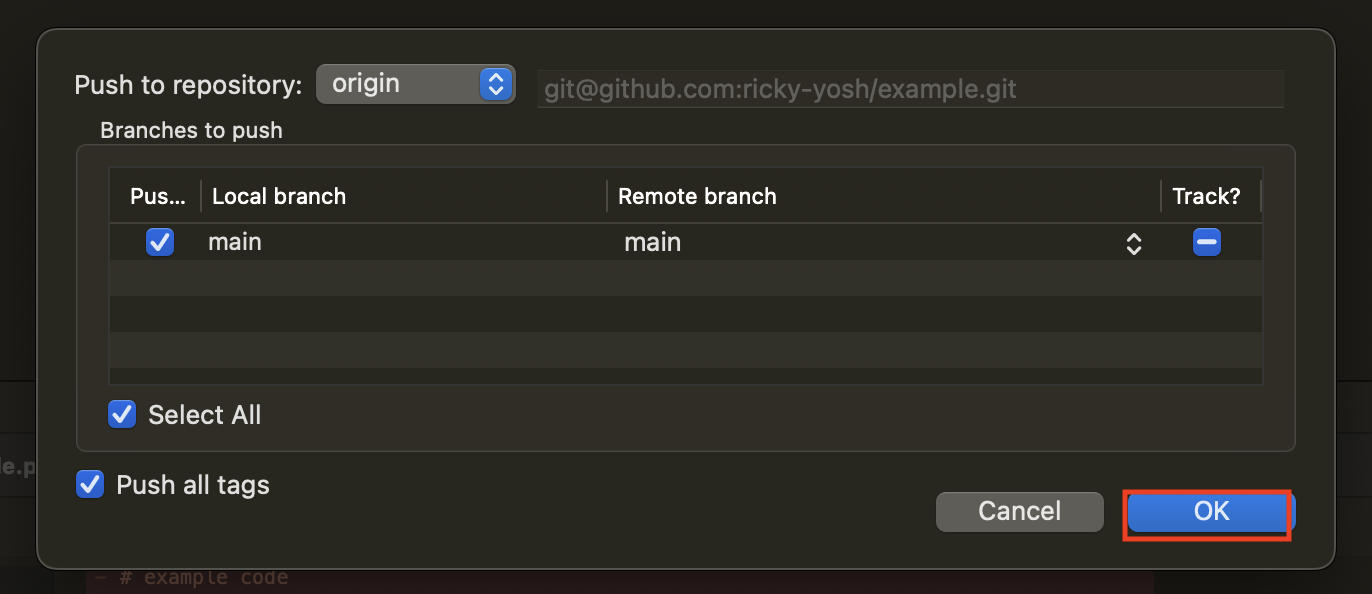 Push to repository: origin git@github.com:ricky-yosh/example.git
Branches to push
Pus... Local branch Remote branch Track?
main main
Select All
le.p
Push all tags
Cancel OK
- # example code